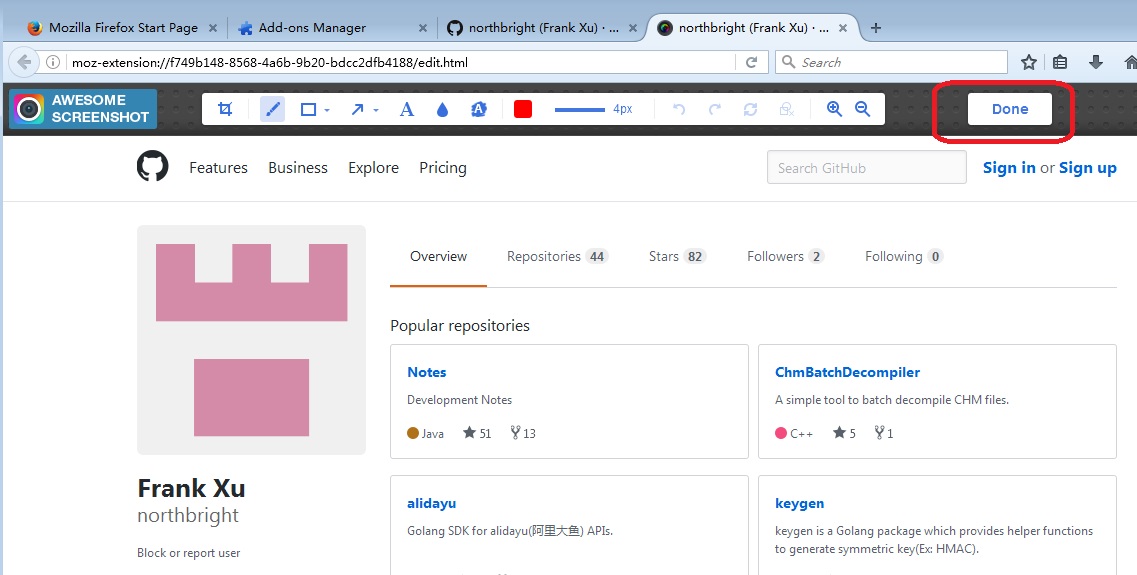 Mozilla Firefox Start Page
Add-ons Manager
northbright (Frank Xu) · ...
northbright (Frank Xu) · ...
moz-extension://f749b148-8568-4a6b-9b20-bdcc2dfb4188/edit.html
Search
AWESOME
SCREENSHOT
A
A
4px
Done
Features Business Explore Pricing
Search GitHub
Sign in or Sign up
Overview Repositories 44 Stars 82 Followers 2 Following 0
Popular repositories
Notes
Development Notes
Java 51 13
ChmBatchDecompiler
A simple tool to batch decompile CHM files.
C++ 5 1
Frank Xu
northbright
Block or report user
alidayu
Golang SDK for alidayu(阿里大鱼) APIs.
keygen
keygen is a Golang package which provides helper functions
to generate symmetric key(Ex: HMAC).